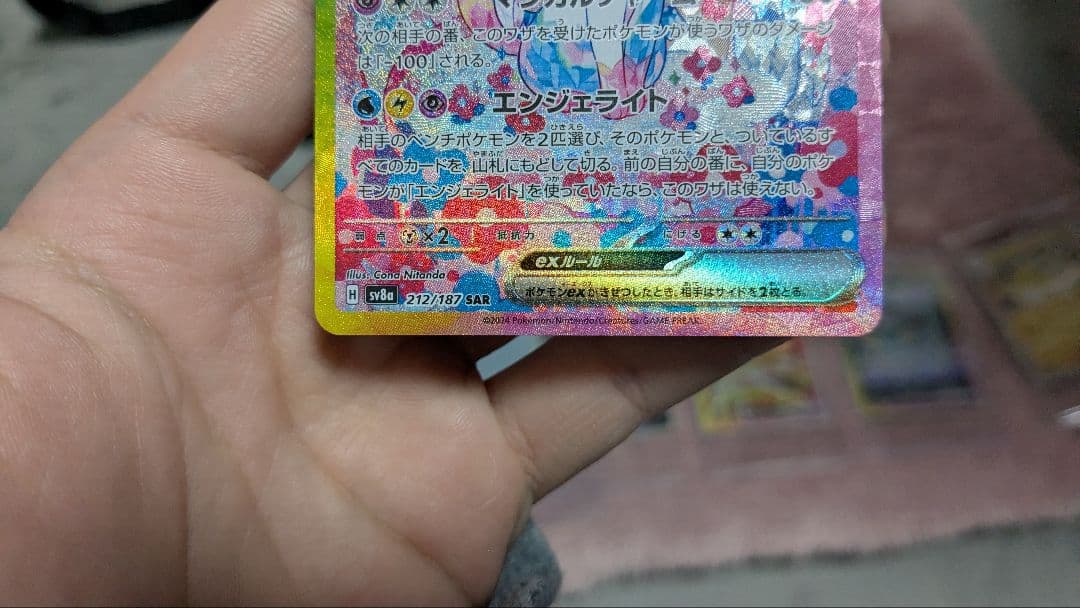 マジカルチャーム
次の相手の番、このワザを受けたポケモンが使うワザのダメージ
は「-100」される。
エンジェライト
相手のベンチポケモンを2匹選び、そのポケモンと、ついているす
べてのカードを、山札にもどして切る。前の自分の番に、自分のポケ
モンが「エンジェライト」を使っていたなら、このワザは使えない。
弱点 ×2 抵抗力 にげる
exルール
ポケモンexがきぜつしたとき、相手はサイドを2枚とる。
Illus. Cona Nitanda
H sv8a 212/187 SAR
©2024 Pokémon/Nintendo/Creatures/GAME FREAK.